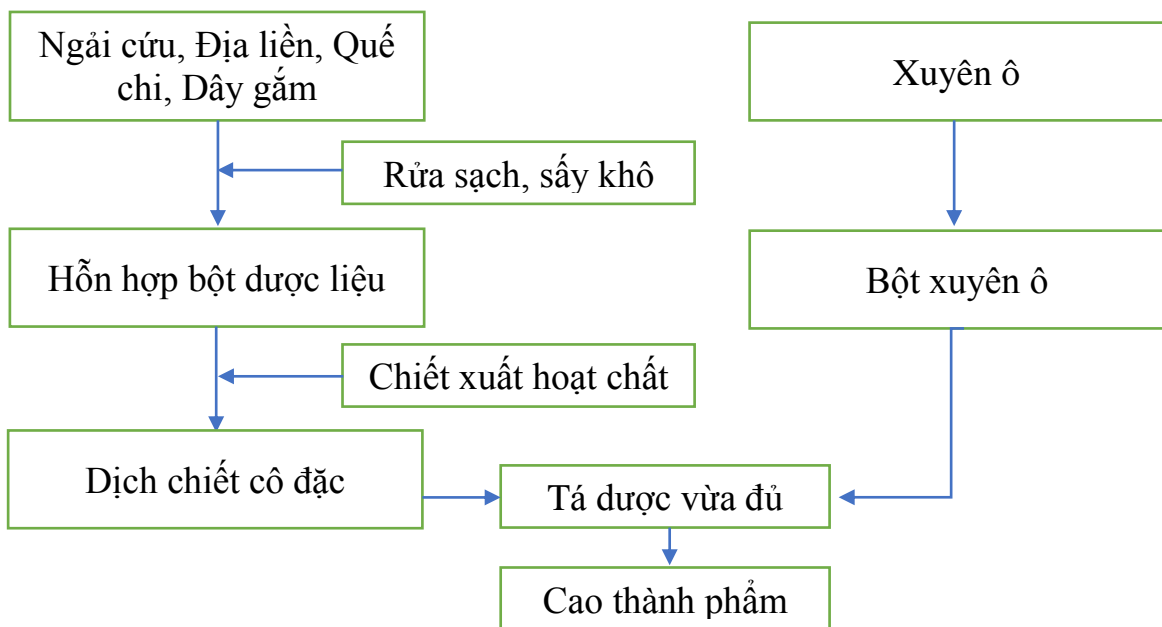 Ngải cứu, Địa liền, Quế
chi, Dây gắm
Xuyên ô
Rửa sạch, sấy khô
Hỗn hợp bột dược liệu
Bột xuyên ô
Chiết xuất hoạt chất
Dịch chiết cô đặc
Tá dược vừa đủ
Cao thành phẩm